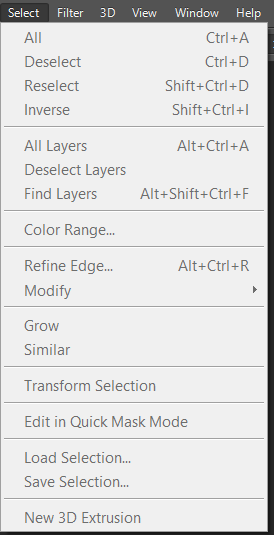 Select Filter 3D View Window Help
All Ctrl+A
Deselect Ctrl+D
Reselect Shift+Ctrl+D
Inverse Shift+Ctrl+I
All Layers Alt+Ctrl+A
Deselect Layers
Find Layers Alt+Shift+Ctrl+F
Color Range...
Refine Edge... Alt+Ctrl+R
Modify
Grow
Similar
Transform Selection
Edit in Quick Mask Mode
Load Selection...
Save Selection...
New 3D Extrusion